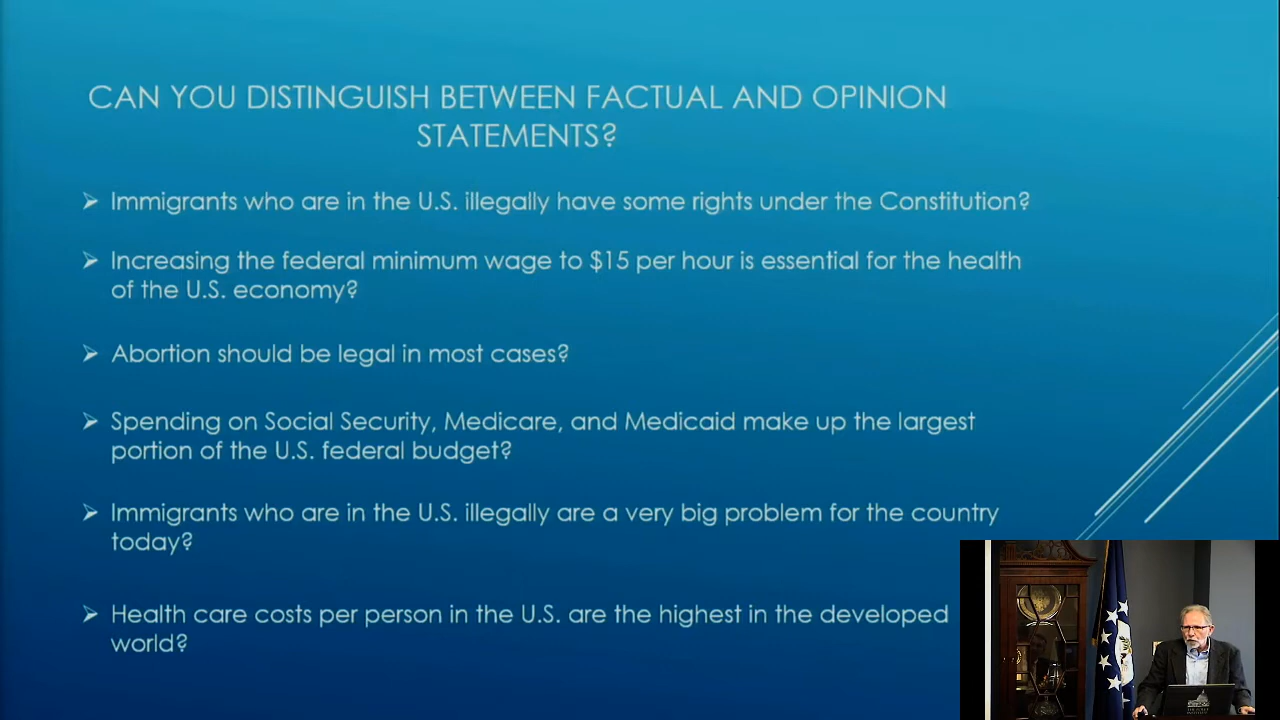 CAN YOU DISTINGUISH BETWEEN FACTUAL AND OPINION
STATEMENTS?
Immigrants who are in the U.S. illegally have some rights under the Constitution?
Increasing the federal minimum wage to $15 per hour is essential for the health
of the U.S. economy?
Abortion should be legal in most cases?
Spending on Social Security, Medicare, and Medicaid make up the largest
portion of the U.S. federal budget?
Immigrants who are in the U.S. illegally are a very big problem for the country
today?
Health care costs per person in the U.S. are the highest in the developed
world?